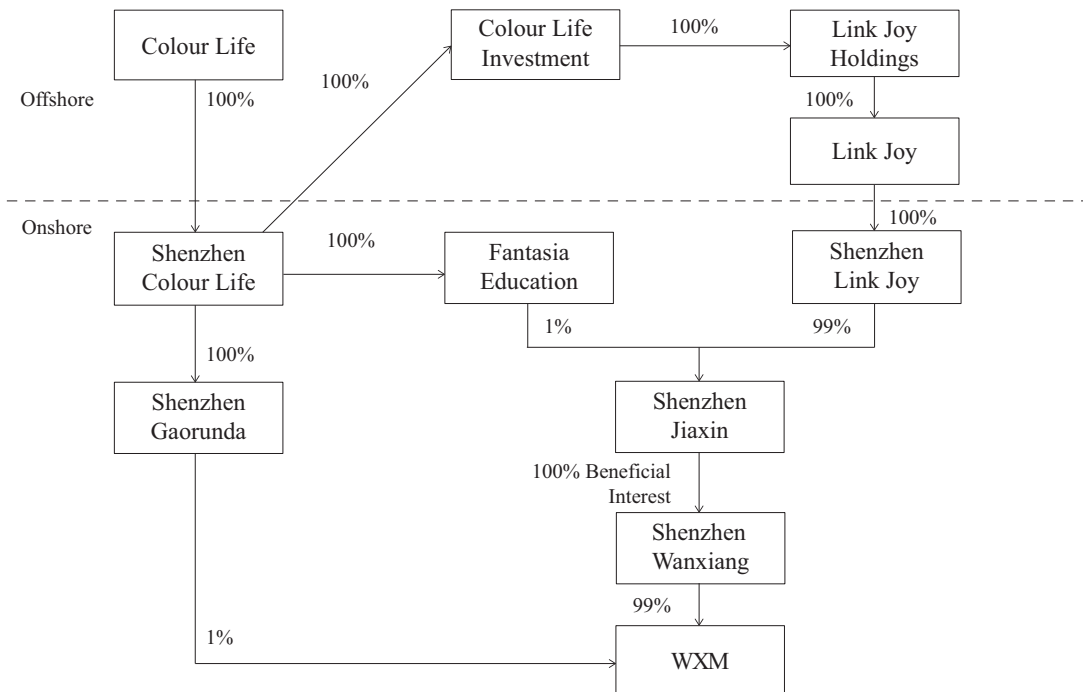 Colour Life
Colour Life
Investment
100%
Link Joy
Holdings
100%
Offshore
100%
100%
Link Joy
Onshore
100%
Shenzhen
Colour Life
100%
Fantasia
Education
Shenzhen
Link Joy
1%
99%
100%
Shenzhen
Gaorunda
Shenzhen
Jiaxin
100% Beneficial
Interest
Shenzhen
Wanxiang
99%
1%
WXM